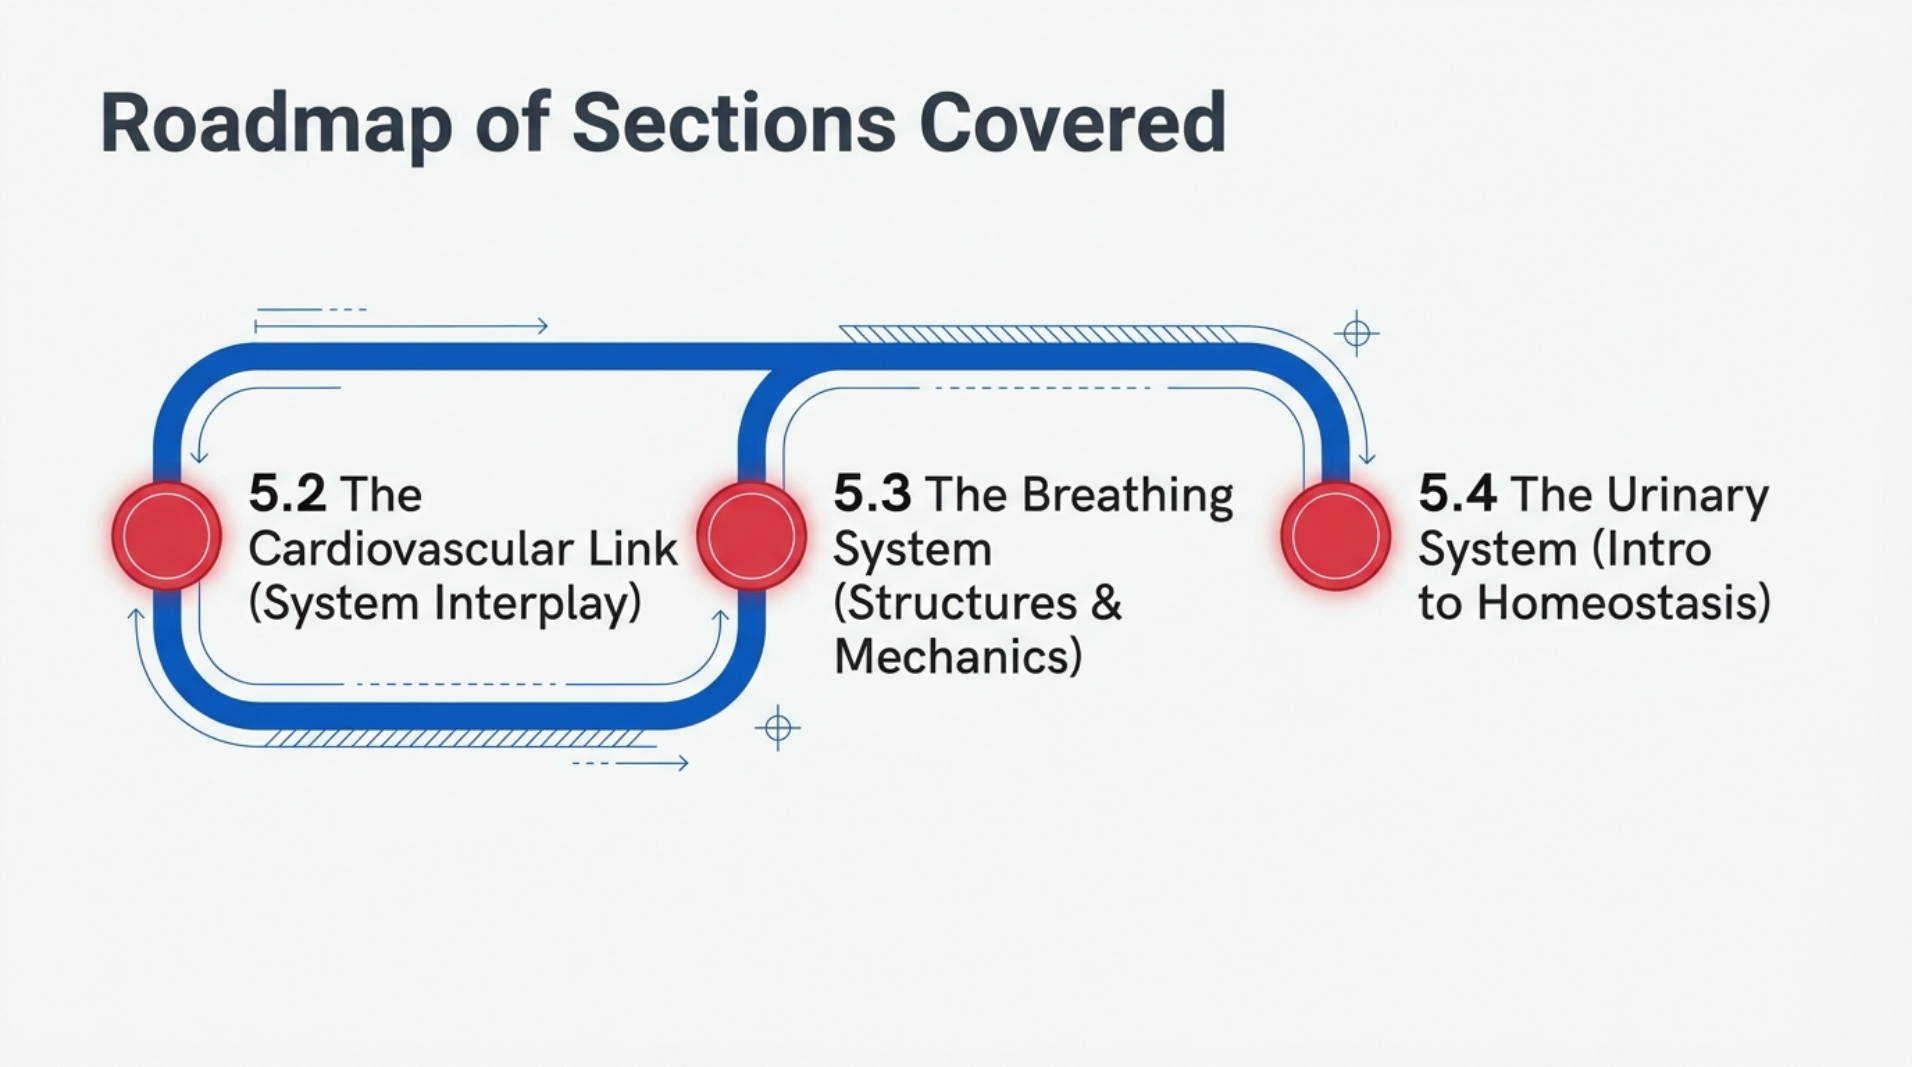 Roadmap of Sections Covered
5.2 The
Cardiovascular Link
(System Interplay)
5.3 The Breathing
System
(Structures &
Mechanics)
5.4 The Urinary
System (Intro
to Homeostasis)